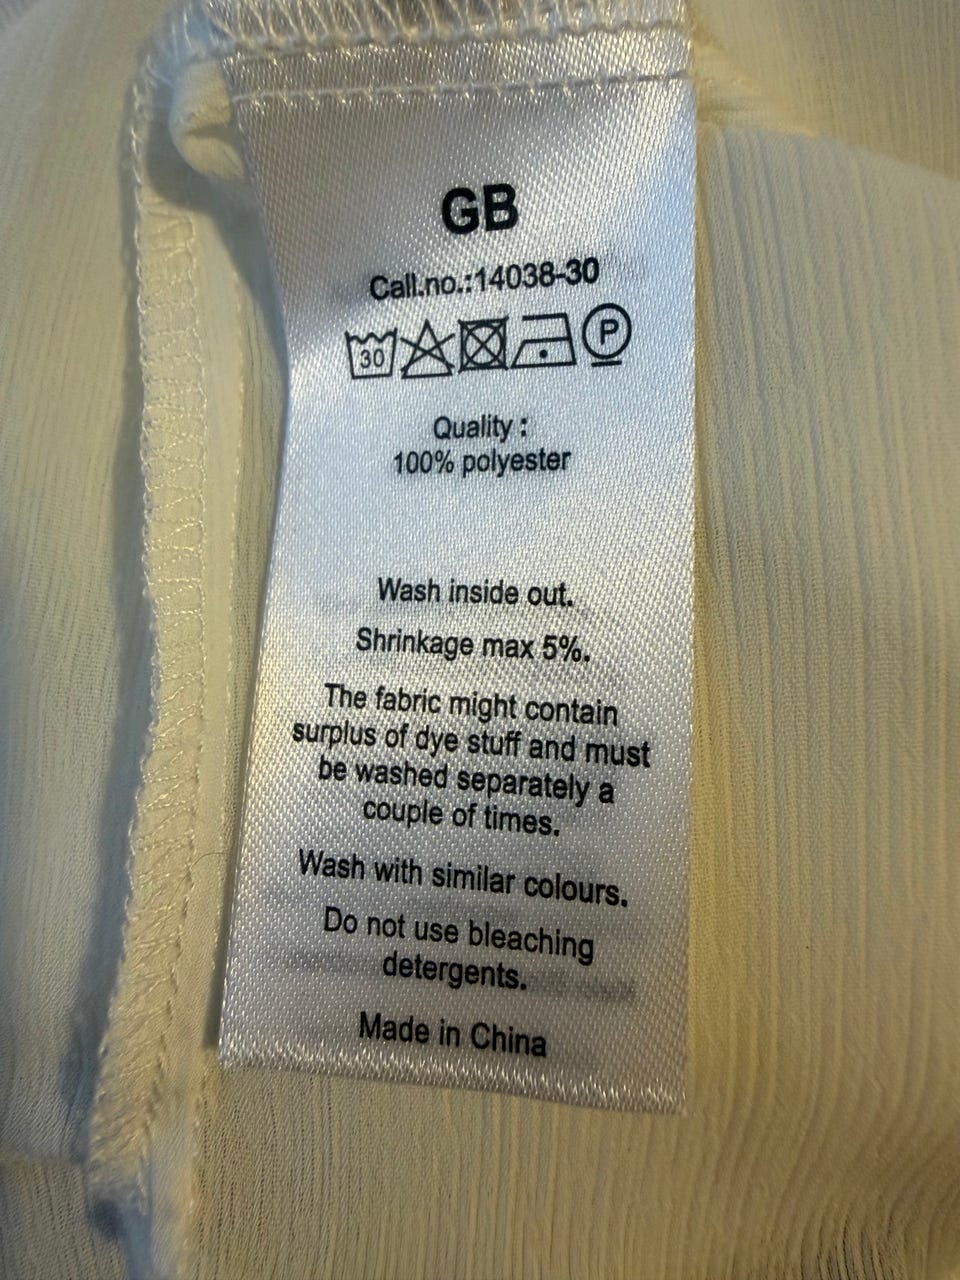 GB
Call.no.:14038-30
30 P
Quality :
100% polyester
Wash inside out.
Shrinkage max 5%.
The fabric might contain
surplus of dye stuff and must
be washed separately a
couple of times.
Wash with similar colours.
Do not use bleaching
detergents.
Made in China